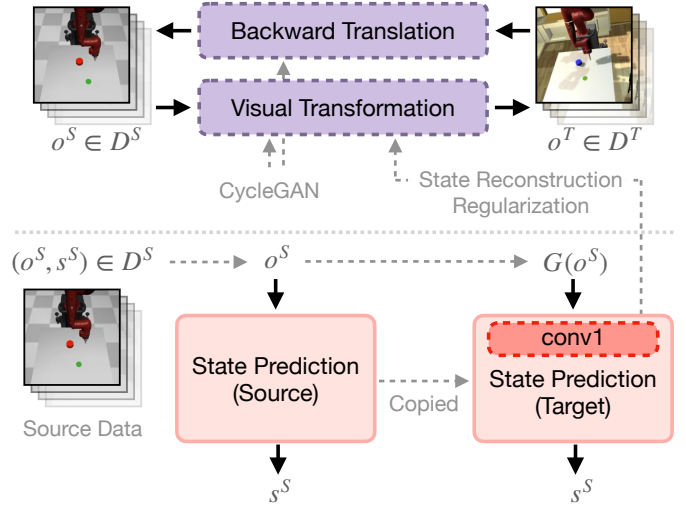 Backward Translation
Visual Transformation
o^S ∈ D^S
o^T ∈ D^T
CycleGAN
State Reconstruction
Regularization
(o^S, s^S) ∈ D^S
o^S
G(o^S)
conv1
State Prediction
(Source)
State Prediction
(Target)
Copied
Source Data
s^S
s^S